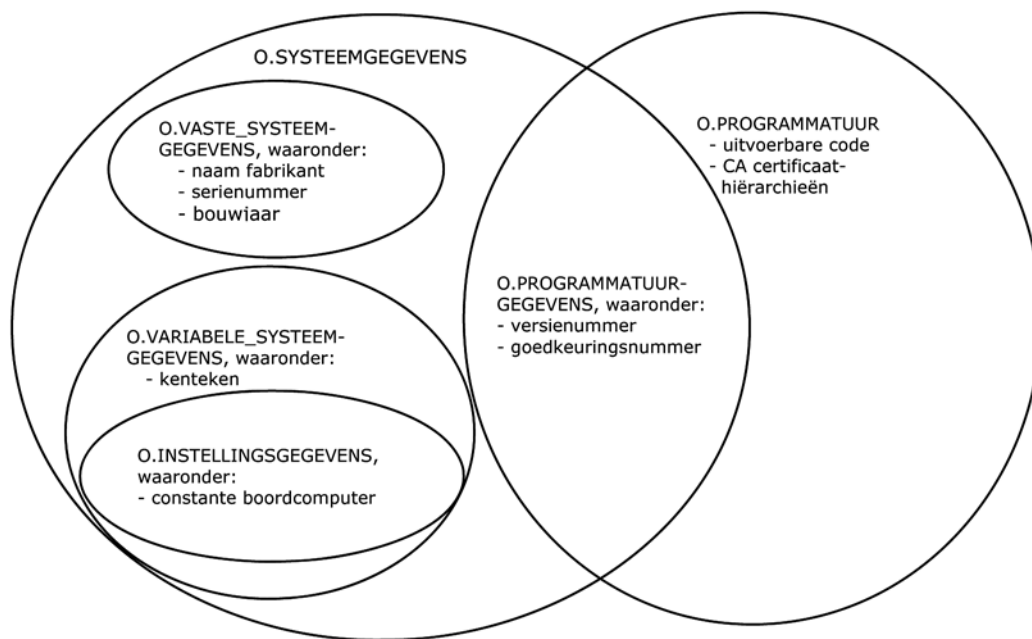 O.SYSTEEMGEGEVENS
O.VASTE_SYSTEEM-
GEGEVENS, waaronder:
- naam fabrikant
- serienummer
- bouwjaar
O.VARIABELE_SYSTEEM-
GEGEVENS, waaronder:
- kenteken
O.INSTELLINGSGEGEVENS,
waaronder:
- constante boordcomputer
O.PROGRAMMATUUR-
GEGEVENS, waaronder:
- versienummer
- goedkeuringsnummer
O.PROGRAMMATUUR
- uitvoerbare code
- CA certificaat-
hiërarchieën